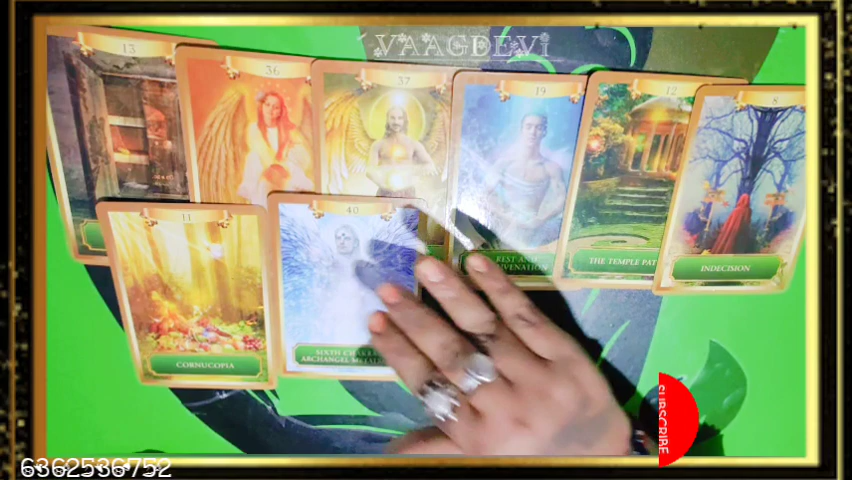 VAAGDEVI
13
36
37
19
12
8
REST AND
THE TEMPLE PAT
INDECISION
11
40
CORNUCOPIA
SIXTH CHAKRA
ARCHANGEL
SUBSCRIBE
6362536752